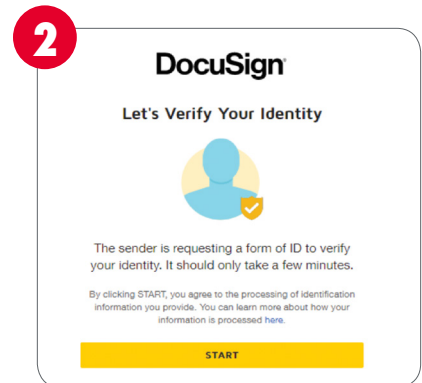 2
DocuSign
Let's Verify Your Identity
The sender is requesting a form of ID to verify
your identity. It should only take a few minutes.
By clicking START, you agree to the processing of identification
information you provide. You can learn more about how your
information is processed here.
START